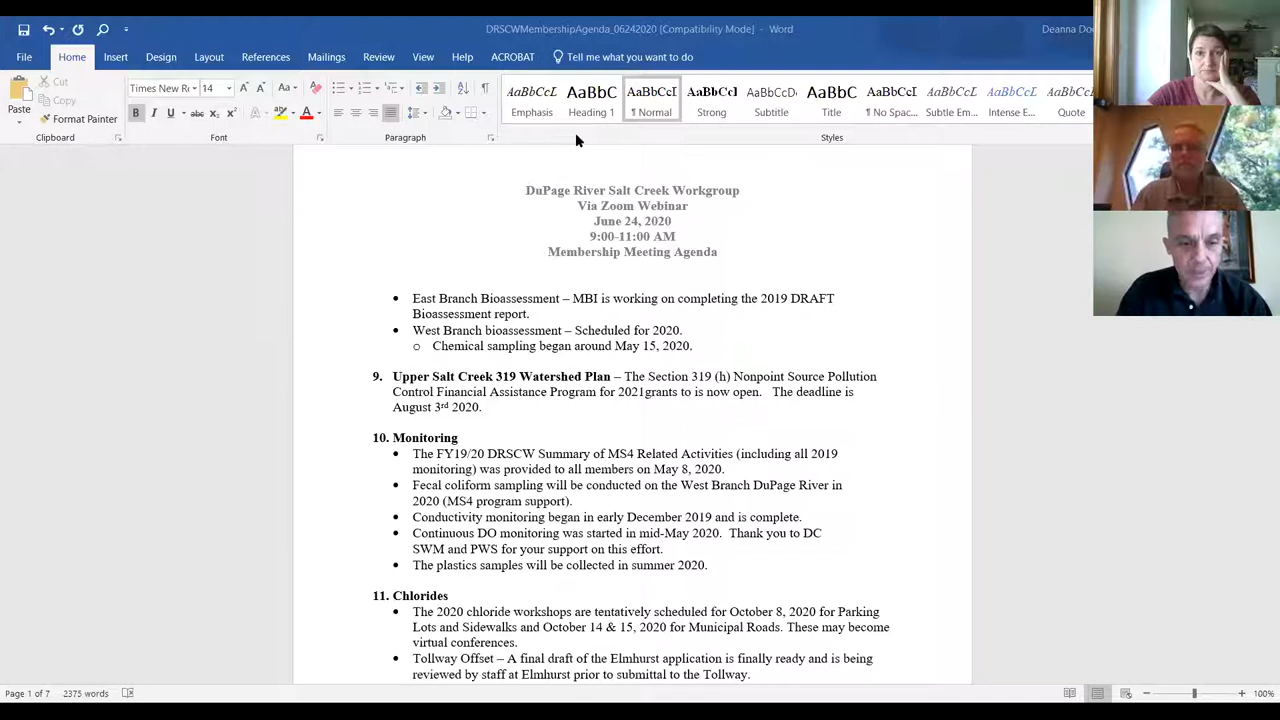 DRSCWMembershipAgenda_06242020 [Compatibility Mode] - Word
Deanna Do
File Home Insert Design Layout References Mailings Review View Help ACROBAT Tell me what you want to do
Paste
Cut
Copy
Format Painter
Clipboard
Times New Ro 14
Font
Paragraph
AaBbCcL AaBbC AaBbCcI AaBbCcI AaBbCcD AaBbC AaBbCcI AaBbCcL AaBbCcL AaBbCcL
Emphasis Heading 1 ¶ Normal Strong Subtitle Title ¶ No Spac... Subtle Em... Intense E... Quote
Styles
DuPage River Salt Creek Workgroup
Via Zoom Webinar
June 24, 2020
9:00-11:00 AM
Membership Meeting Agenda
• East Branch Bioassessment – MBI is working on completing the 2019 DRAFT
Bioassessment report.
• West Branch bioassessment – Scheduled for 2020.
o Chemical sampling began around May 15, 2020.
9. Upper Salt Creek 319 Watershed Plan – The Section 319 (h) Nonpoint Source Pollution
Control Financial Assistance Program for 2021grants to is now open. The deadline is
August 3rd 2020.
10. Monitoring
• The FY19/20 DRSCW Summary of MS4 Related Activities (including all 2019
monitoring) was provided to all members on May 8, 2020.
• Fecal coliform sampling will be conducted on the West Branch DuPage River in
2020 (MS4 program support).
• Conductivity monitoring began in early December 2019 and is complete.
• Continuous DO monitoring was started in mid-May 2020. Thank you to DC
SWM and PWS for your support on this effort.
• The plastics samples will be collected in summer 2020.
11. Chlorides
• The 2020 chloride workshops are tentatively scheduled for October 8, 2020 for Parking
Lots and Sidewalks and October 14 & 15, 2020 for Municipal Roads. These may become
virtual conferences.
• Tollway Offset – A final draft of the Elmhurst application is finally ready and is being
reviewed by staff at Elmhurst prior to submittal to the Tollway.
Page 1 of 7 2375 words
100%